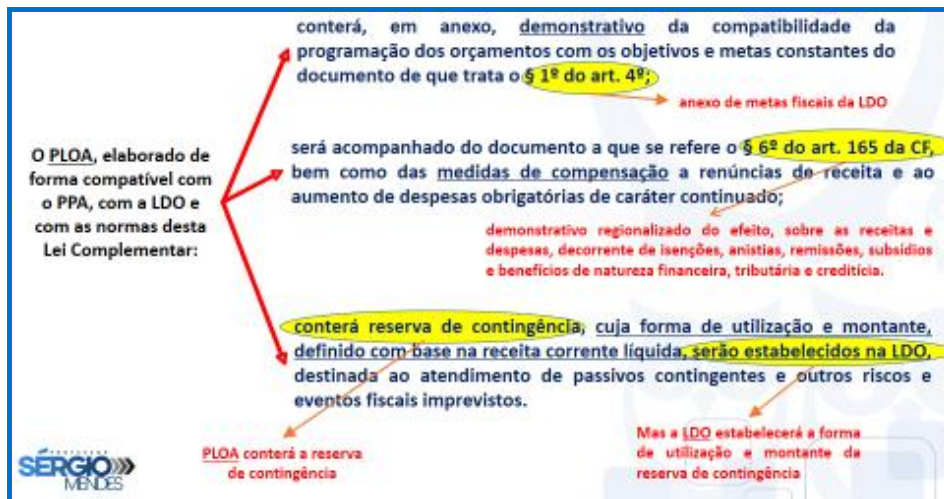 conterá, em anexo, demonstrativo da compatibilidade da
programação dos orçamentos com os objetivos e metas constantes do
documento de que trata o § 1º do art. 4º;
anexo de metas fiscais da LDO
O PLOA, elaborado de
forma compatível com
o PPA, com a LDO e
com as normas desta
Lei Complementar:
será acompanhado do documento a que se refere o § 6º do art. 165 da CF,
bem como das medidas de compensação a renúncias de receita e ao
aumento de despesas obrigatórias de caráter continuado;
demonstrativo regionalizado do efeito, sobre as receitas e
despesas, decorrente de isenções, anistias, remissões, subsídios
e benefícios de natureza financeira, tributária e creditícia.
conterá reserva de contingência, cuja forma de utilização e montante,
definido com base na receita corrente líquida, serão estabelecidos na LDO,
destinada ao atendimento de passivos contingentes e outros riscos e
eventos fiscais imprevistos.
PLOA conterá a reserva
de contingência
Mas a LDO estabelecerá a forma
de utilização e montante da
reserva de contingência
PROFESSOR
SÉRGIO
MENDES